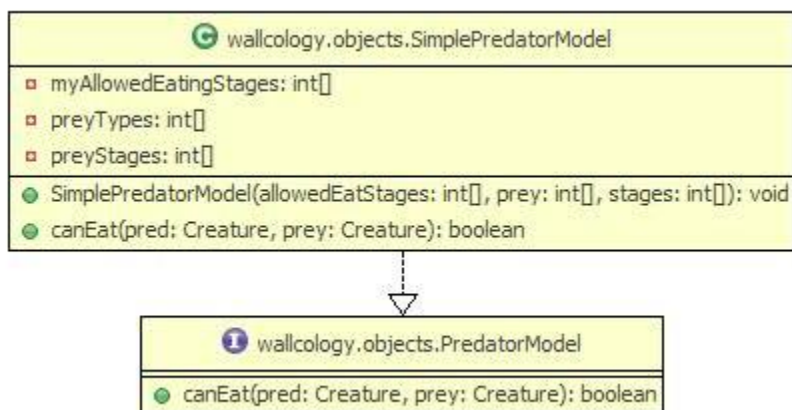 C wallcology.objects.SimplePredatorModel
myAllowedEatingStages: int[]
preyTypes: int[]
preyStages: int[]
SimplePredatorModel(allowedEatStages: int[], prey: int[], stages: int[]): void
canEat(pred: Creature, prey: Creature): boolean
I wallcology.objects.PredatorModel
canEat(pred: Creature, prey: Creature): boolean